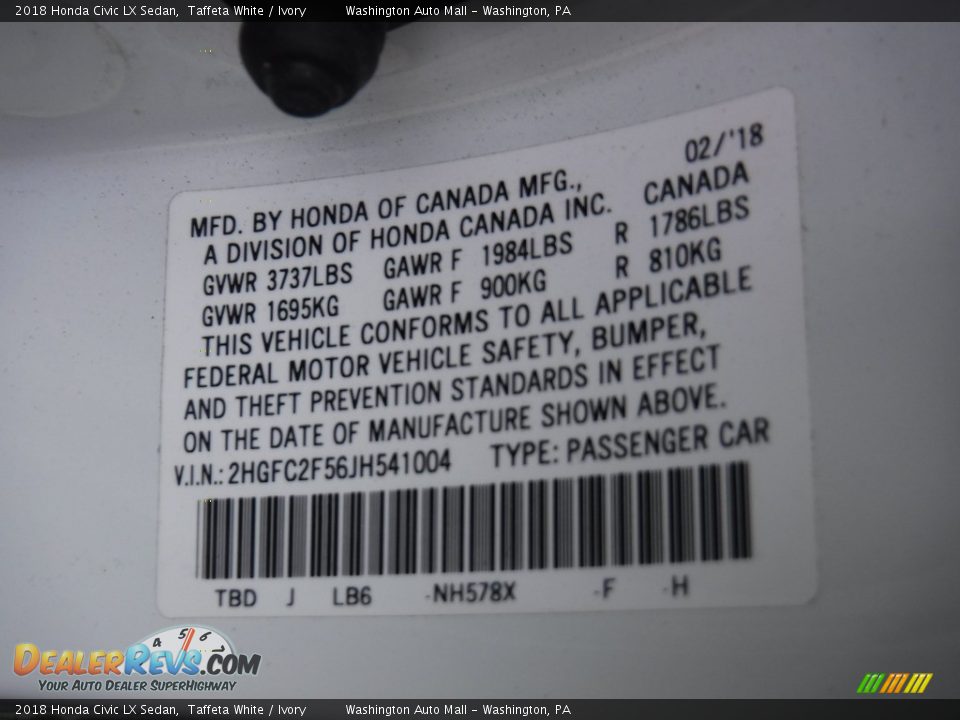 2018 Honda Civic LX Sedan, Taffeta White / Ivory Washington Auto Mall - Washington, PA
02/'18
MFD. BY HONDA OF CANADA MFG.,
A DIVISION OF HONDA CANADA INC. CANADA
GVWR 3737LBS GAWR F 1984LBS R 1786LBS
GVWR 1695KG GAWR F 900KG R 810KG
THIS VEHICLE CONFORMS TO ALL APPLICABLE
FEDERAL MOTOR VEHICLE SAFETY, BUMPER,
AND THEFT PREVENTION STANDARDS IN EFFECT
ON THE DATE OF MANUFACTURE SHOWN ABOVE.
V.I.N.: 2HGFC2F56JH541004 TYPE: PASSENGER CAR
TBD J LB6 -NH578X -F -H
4 5 6
DEALERREVS.COM
YOUR AUTO DEALER SUPERHIGHWAY
2018 Honda Civic LX Sedan, Taffeta White / Ivory Washington Auto Mall - Washington, PA